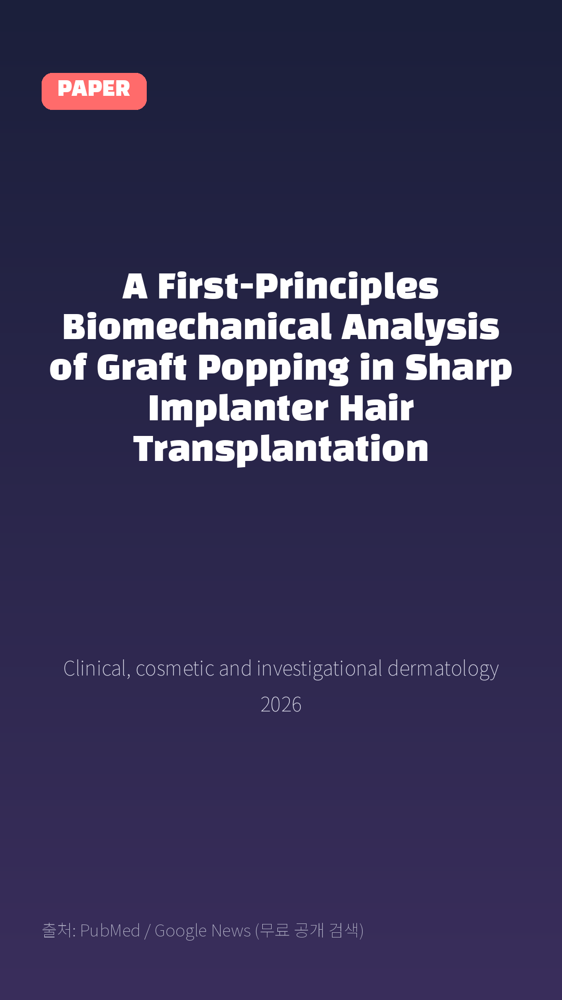 PAPER
A First-Principles
Biomechanical Analysis
of Graft Popping in Sharp
Implanter Hair
Transplantation
Clinical, cosmetic and investigational dermatology
2026
출처: PubMed / Google News (무료 공개 검색)